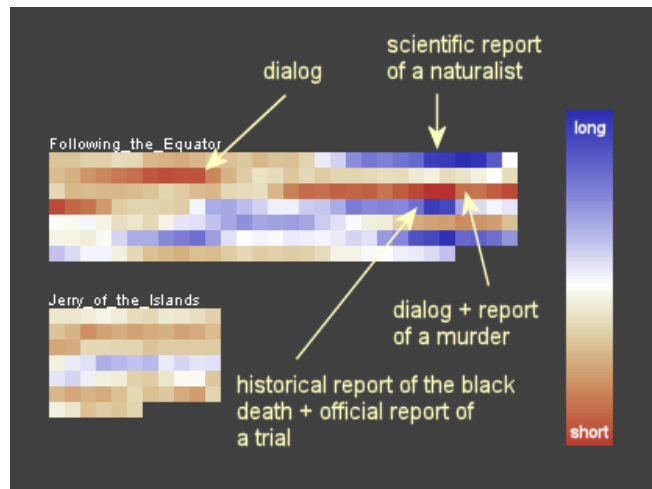 scientific report
of a naturalist
dialog
long
Following_the_Equator
Jerry_of_the_Islands
dialog + report
of a murder
historical report of the black
death + official report of
a trial
short